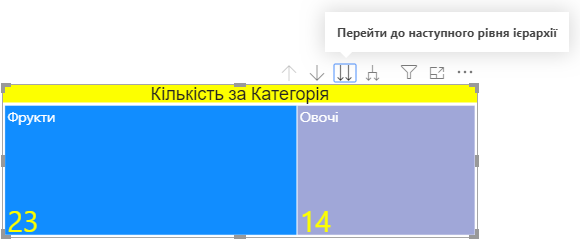 Перейти до наступного рівня ієрархії
Кількість за Категорія
Фрукти
Овочі
23
14